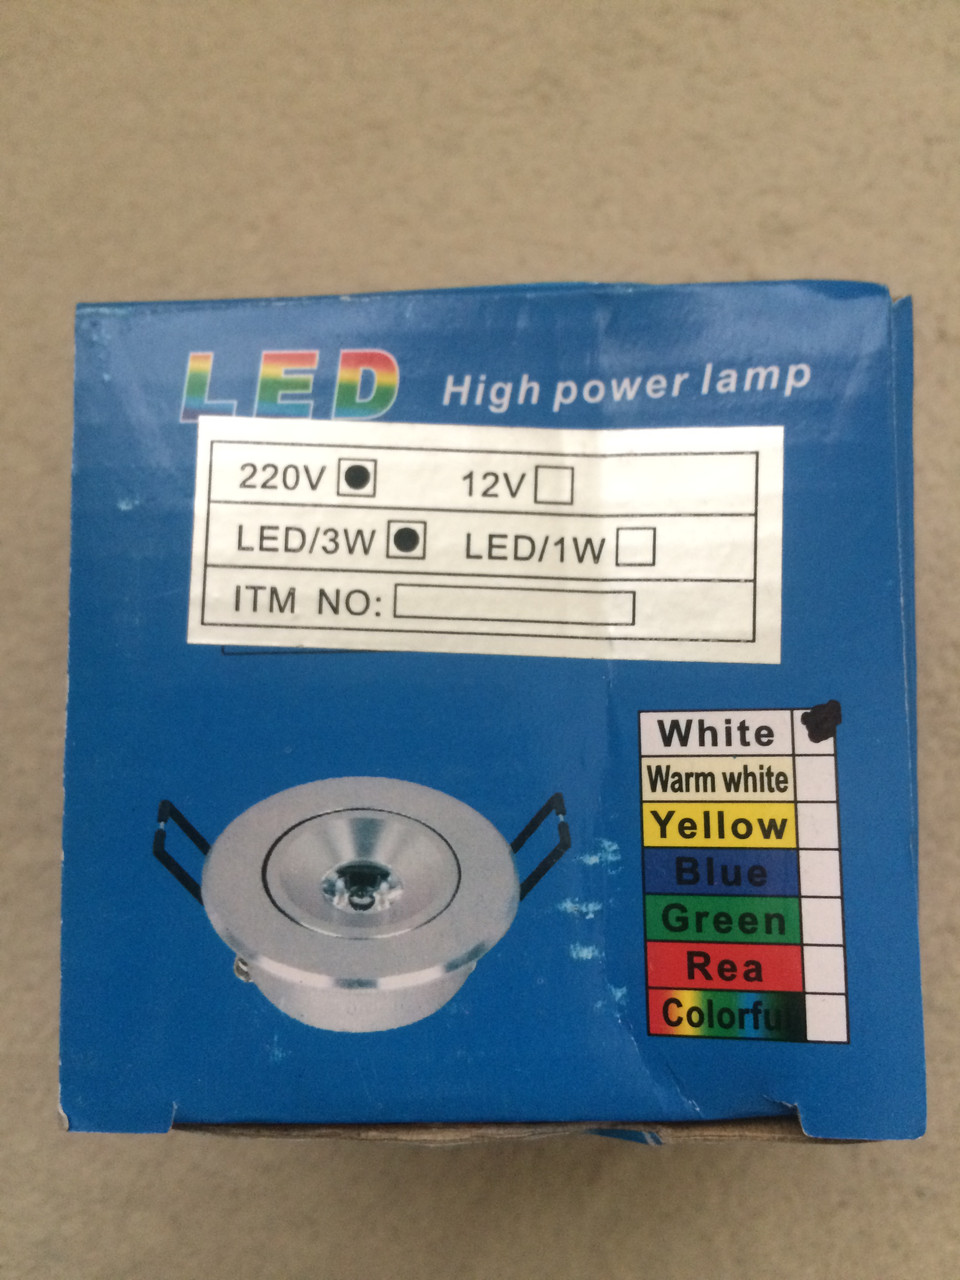 LED High power lamp
220V 12V
LED/3W LED/1W
ITM NO:
White
Warm white
Yellow
Blue
Green
Rea
Colorful